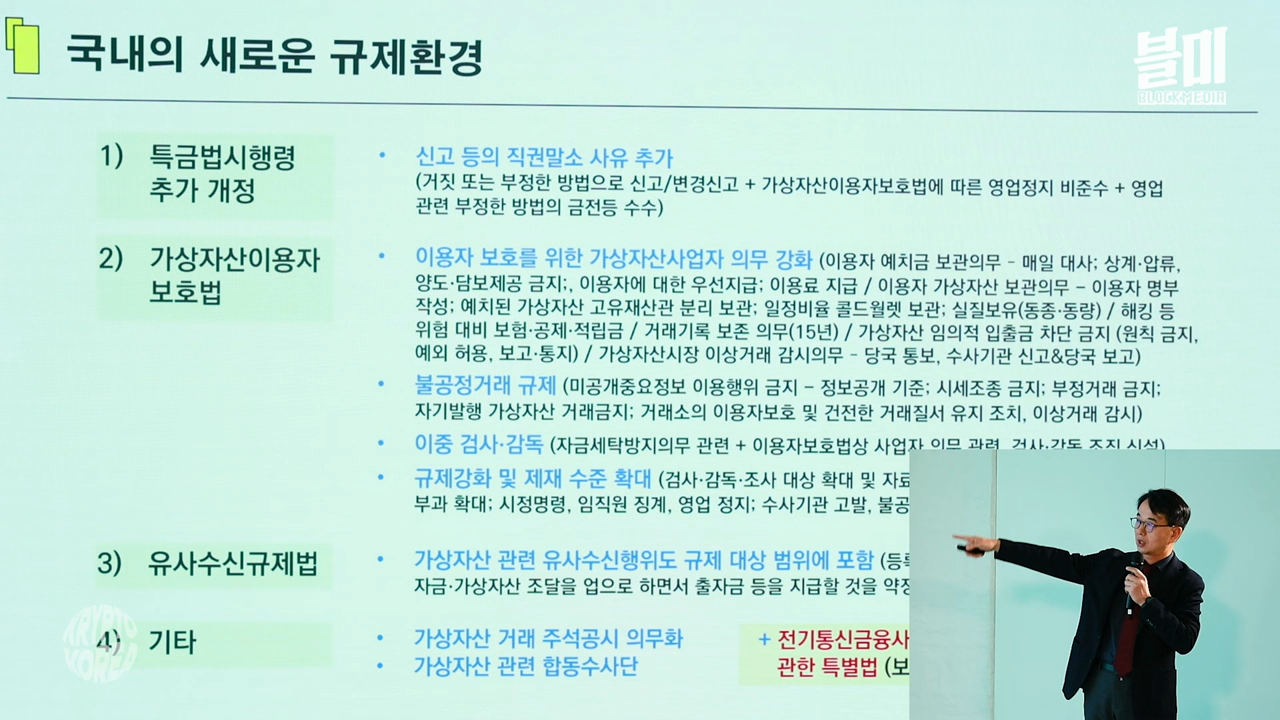 국내의 새로운 규제환경
블미
BLOCKMEDIA
1) 특금법시행령
추가 개정
• 신고 등의 직권말소 사유 추가
(거짓 또는 부정한 방법으로 신고/변경신고 + 가상자산이용자보호법에 따른 영업정지 비준수 + 영업
관련 부정한 방법의 금전등 수수)
2) 가상자산이용자
보호법
• 이용자 보호를 위한 가상자산사업자 의무 강화 (이용자 예치금 보관의무 – 매일 대사; 상계·압류,
양도·담보제공 금지;, 이용자에 대한 우선지급; 이용료 지급 / 이용자 가상자산 보관의무 – 이용자 명부
작성; 예치된 가상자산 고유재산관 분리 보관; 일정비율 콜드월렛 보관; 실질보유(동종·동량) / 해킹 등
위험 대비 보험·공제·적립금 / 거래기록 보존 의무(15년) / 가상자산 임의적 입출금 차단 금지 (원칙 금지,
예외 허용, 보고·통지) / 가상자산시장 이상거래 감시의무 – 당국 통보, 수사기관 신고&당국 보고)
• 불공정거래 규제 (미공개중요정보 이용행위 금지 – 정보공개 기준; 시세조종 금지; 부정거래 금지;
자기발행 가상자산 거래금지; 거래소의 이용자보호 및 건전한 거래질서 유지 조치, 이상거래 감시)
• 이중 검사·감독 (자금세탁방지의무 관련 + 이용자보호법상 사업자 의무 관련, 검사·감독 조직 신설)
• 규제강화 및 제재 수준 확대 (검사·감독·조사 대상 확대 및 자료
부과 확대; 시정명령, 임직원 징계, 영업 정지; 수사기관 고발, 불공
3) 유사수신규제법
• 가상자산 관련 유사수신행위도 규제 대상 범위에 포함 (등록
자금·가상자산 조달을 업으로 하면서 출자금 등을 지급할 것을 약정
4) 기타
• 가상자산 거래 주석공시 의무화
• 가상자산 관련 합동수사단
+ 전기통신금융사
관한 특별법 (보
KRYPTO
KOREA